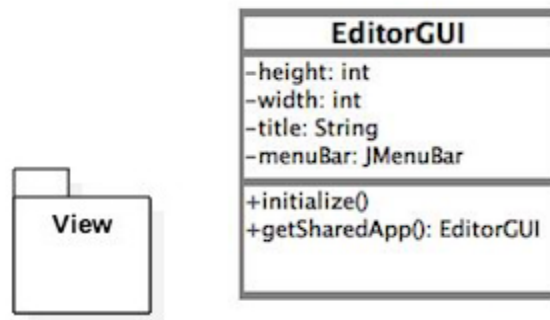 EditorGUI
-height: int
-width: int
-title: String
-menuBar: JMenuBar
+initialize()
+getSharedApp(): EditorGUI
View